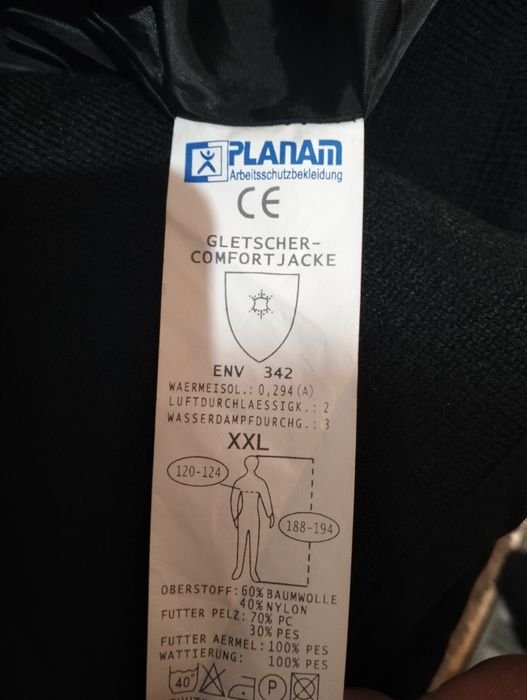 PLANAM
Arbeitsschutzbekleidung
CE
GLETSCHER-
COMFORTJACKE
ENV 342
WAERMEISOL.: 0,294(A)
LUFTDURCHLAESSIGK.: 2
WASSERDAMPFDURCHG.: 3
XXL
120-124
188-194
OBERSTOFF: 60% BAUMWOLLE
40% NYLON
FUTTER PELZ: 70% PC
30% PES
FUTTER AERMEL: 100% PES
WATTIERUNG: 100% PES
40° P